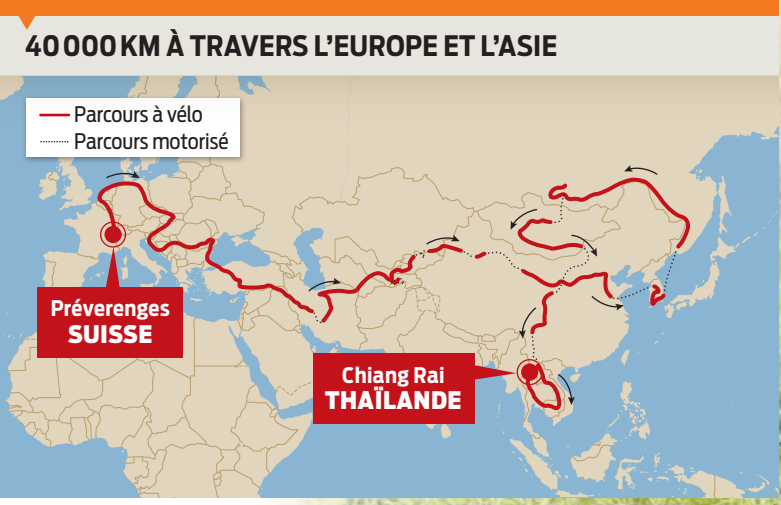 40 000 KM À TRAVERS L’EUROPE ET L’ASIE
Parcours à vélo
Parcours motorisé
Préverenges
SUISSE
Chiang Rai
THAÏLANDE